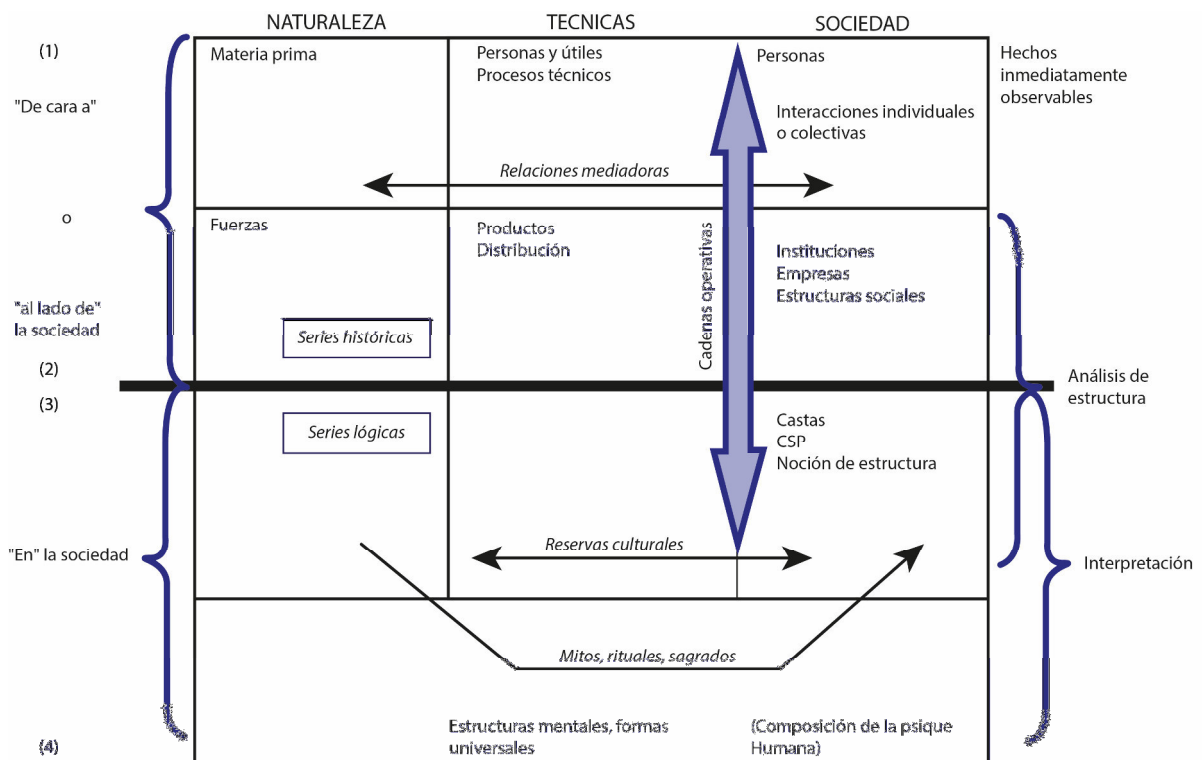 NATURALEZA
TECNICAS
SOCIEDAD
(1)
Materia prima
Personas y útiles
Procesos técnicos
Personas
Hechos
inmediatamente
observables
"De cara a"
Interacciones individuales
o colectivas
Relaciones mediadoras
o
Fuerzas
Productos
Distribución
Cadenas operativas
Instituciones
Empresas
Estructuras sociales
"al lado de"
la sociedad
Series históricas
(2)
Análisis de
estructura
(3)
Series lógicas
Castas
CSP
Noción de estructura
"En" la sociedad
Reservas culturales
Interpretación
Mitos, rituales, sagrados
Estructuras mentales, formas
universales
(Composición de la psique
Humana)
(4)